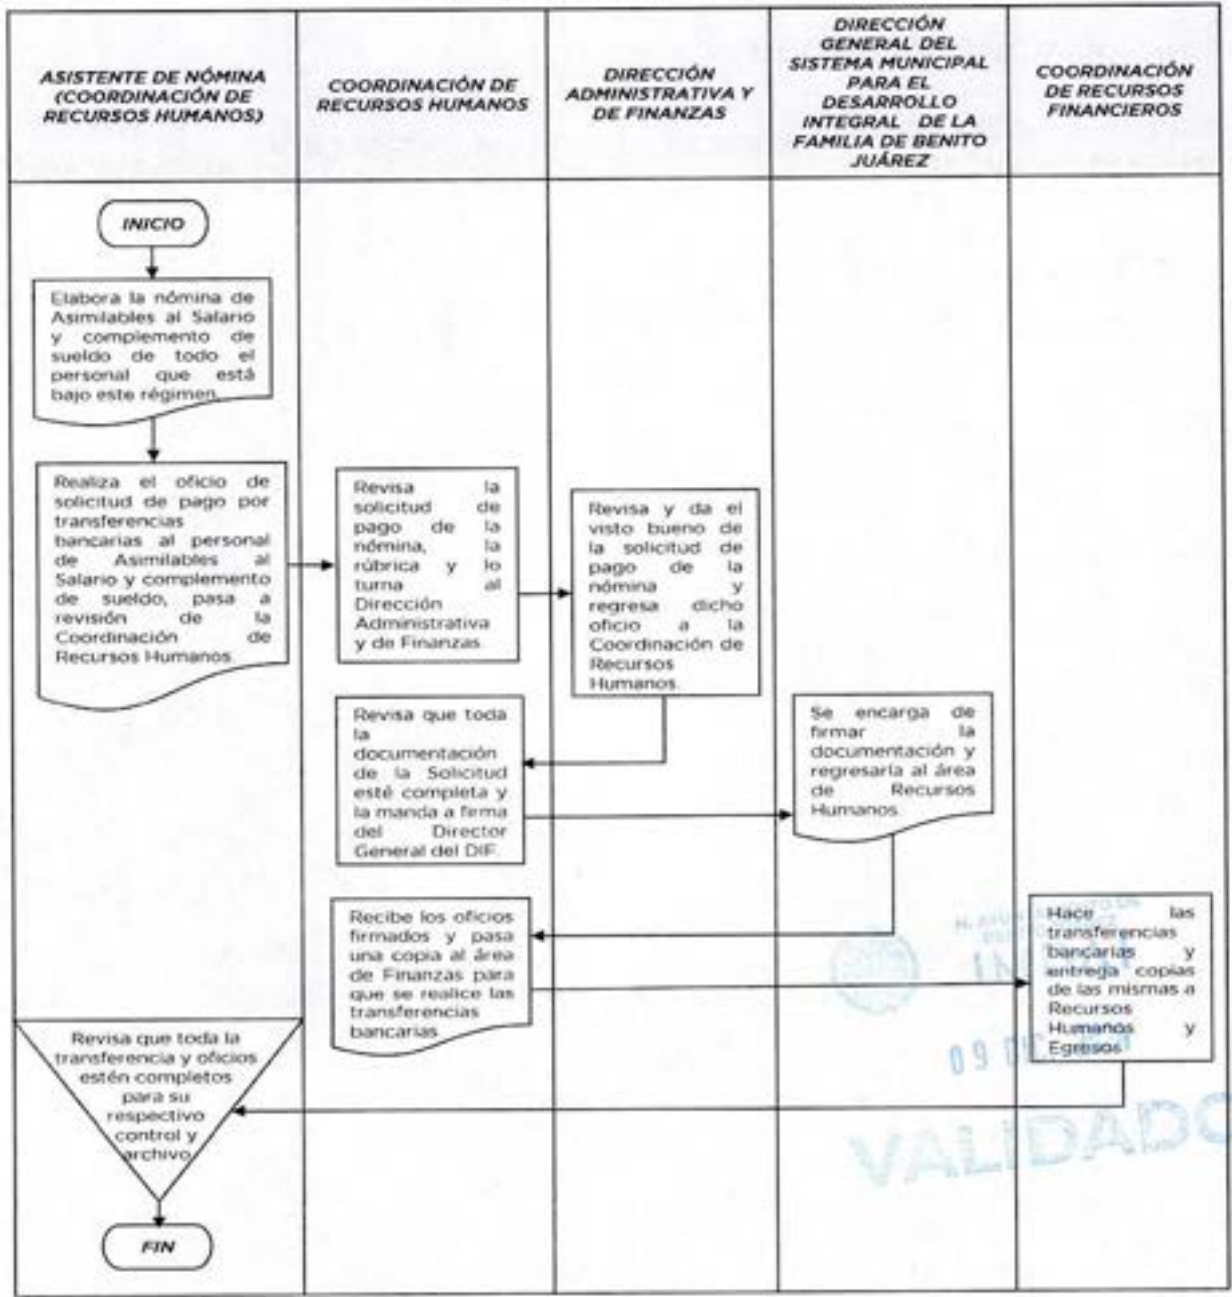 ASISTENTE DE NÓMINA
(COORDINACIÓN DE
RECURSOS HUMANOS)
COORDINACIÓN DE
RECURSOS HUMANOS
DIRECCIÓN
ADMINISTRATIVA Y
DE FINANZAS
DIRECCIÓN
GENERAL DEL
SISTEMA MUNICIPAL
PARA EL
DESARROLLO
INTEGRAL DE LA
FAMILIA DE BENITO
JUÁREZ
COORDINACIÓN
DE RECURSOS
FINANCIEROS
INICIO
Elabora la nómina de
Asimilables al Salario
y complemento de
sueldo de todo el
personal que está
bajo este régimen.
Realiza el oficio de
solicitud de pago por
transferencias
bancarias al personal
de Asimilables al
Salario y complemento
de sueldo, pasa a
revisión de la
Coordinación de
Recursos Humanos.
Revisa la
solicitud de
pago de la
nómina, la
rúbrica y lo
turna al
Dirección
Administrativa
y de Finanzas.
Revisa y da el
visto bueno de
la solicitud de
pago de la
nómina y
regresa dicho
oficio a la
Coordinación de
Recursos
Humanos.
Revisa que toda
la
documentación
de la Solicitud
esté completa y
la manda a firma
del Director
General del DIF.
Se encarga de
firmar la
documentación y
regresarla al área
de Recursos
Humanos.
Recibe los oficios
firmados y pasa
una copia al área
de Finanzas para
que se realice las
transferencias
bancarias
Hace las
transferencias
bancarias y
entrega copias
de las mismas a
Recursos
Humanos y
Egresos
Revisa que toda la
transferencia y oficios
estén completos
para su
respectivo
control y
archivo
FIN
09
VALIDADO